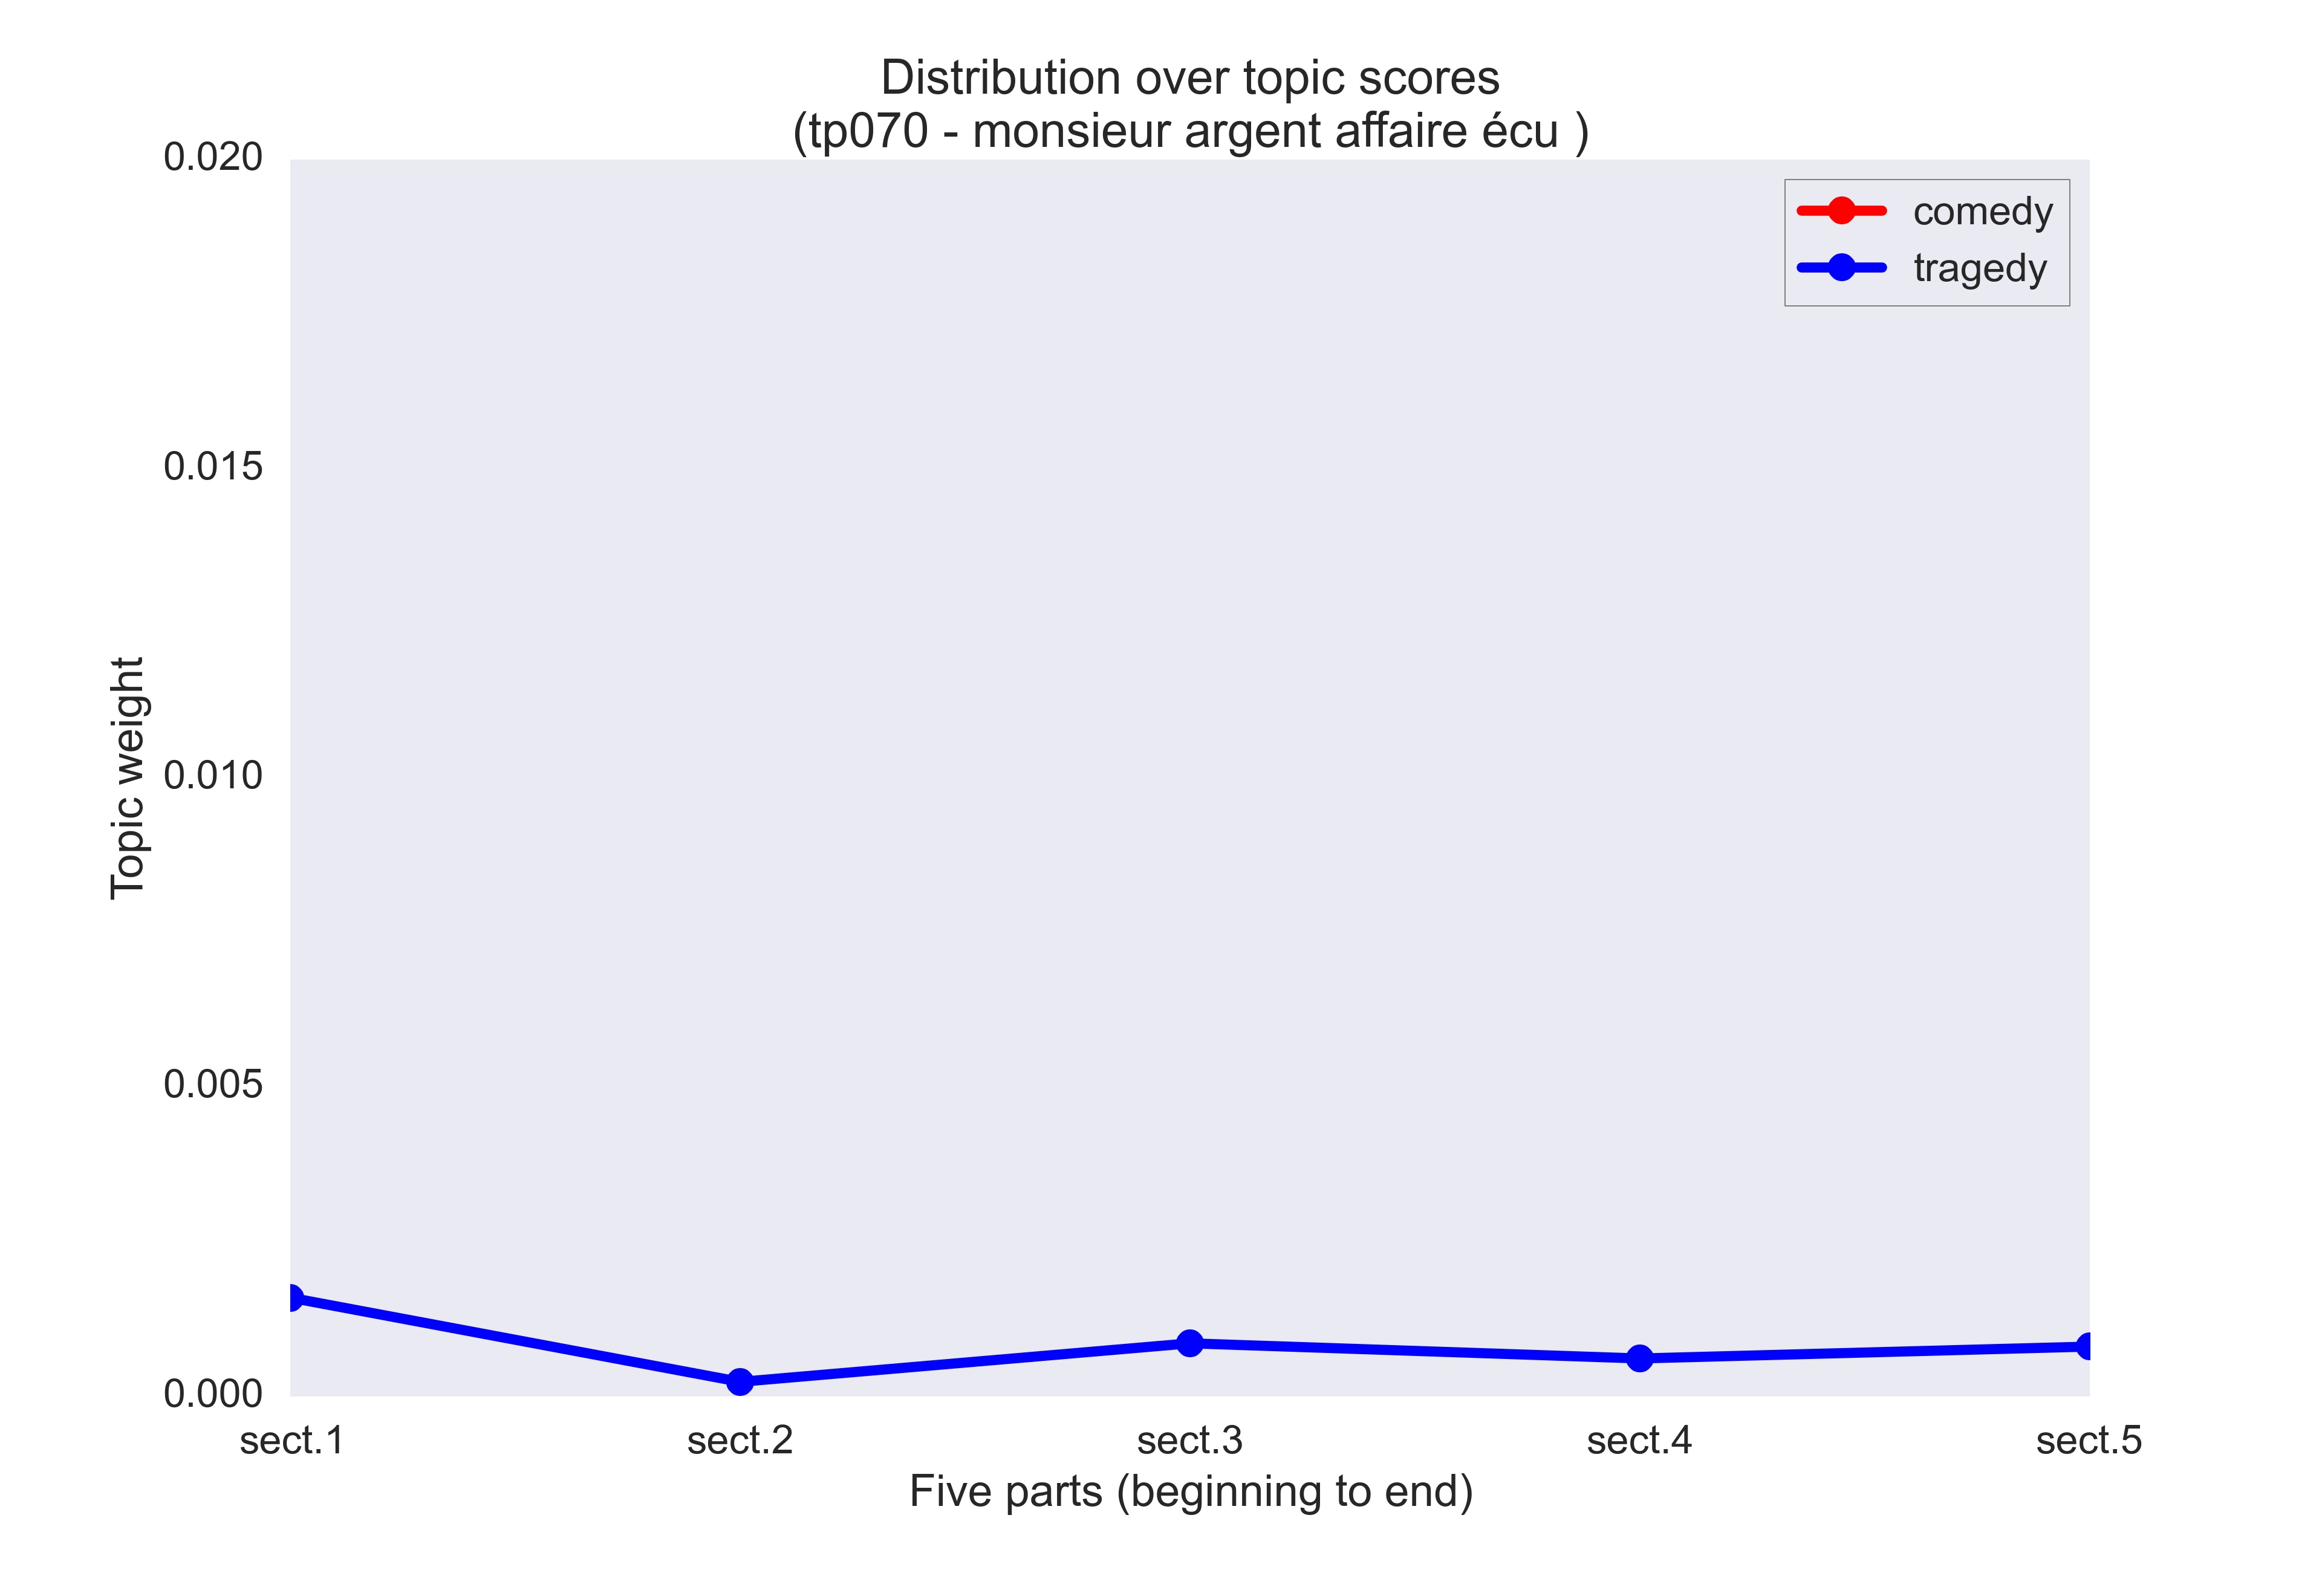 Distribution over topic scores
(tp070 - monsieur argent affaire écu )
comedy
tragedy
Topic weight
0.020
0.015
0.010
0.005
0.000
sect.1
sect.2
sect.3
sect.4
sect.5
Five parts (beginning to end)